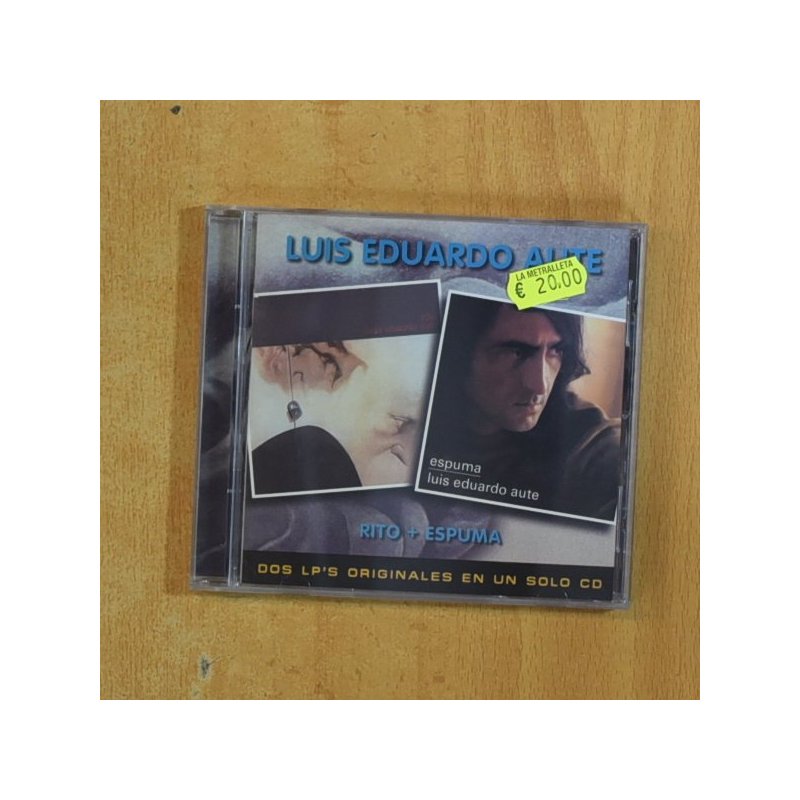 LUIS EDUARDO AUTE
LA METRALLETA
€ 20.00
espuma
luis eduardo aute
RITO + ESPUMA
DOS LP'S ORIGINALES EN UN SOLO CD